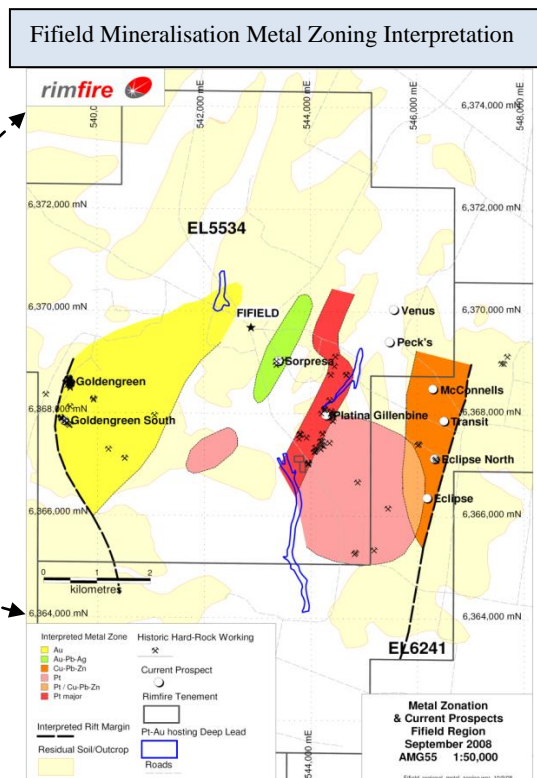 Fifield Mineralisation Metal Zoning Interpretation
rimfire
540,000 mE
542,000 mE
544,000 mE
546,000 mE
548,000 mE
6,374,000 mN
6,372,000 mN
6,372,000 mN
EL5534
6,370,000 mN
FIFIELD
Venus
6,370,000 mN
Peck's
Sorpresa
Goldengreen
McConnells
6,368,000 mN
Platina Gillenbine
6,368,000 mN
Goldengreen South
Transit
Eclipse North
Eclipse
6,366,000 mN
6,366,000 mN
0 1 2
kilometres
6,364,000 mN
6,364,000 mN
EL6241
Interpreted Metal Zone
Au
Au-Pb-Ag
Cu-Pb-Zn
Pt
Pt / Cu-Pb-Zn
Pt major
Interpreted Rift Margin
Residual Soil/Outcrop
Historic Hard-Rock Working
Current Prospect
Rimfire Tenement
Pt-Au hosting Deep Lead
Roads
544,000 mE
Metal Zonation
& Current Prospects
Fifield Region
September 2008
AMG55 1:50,000